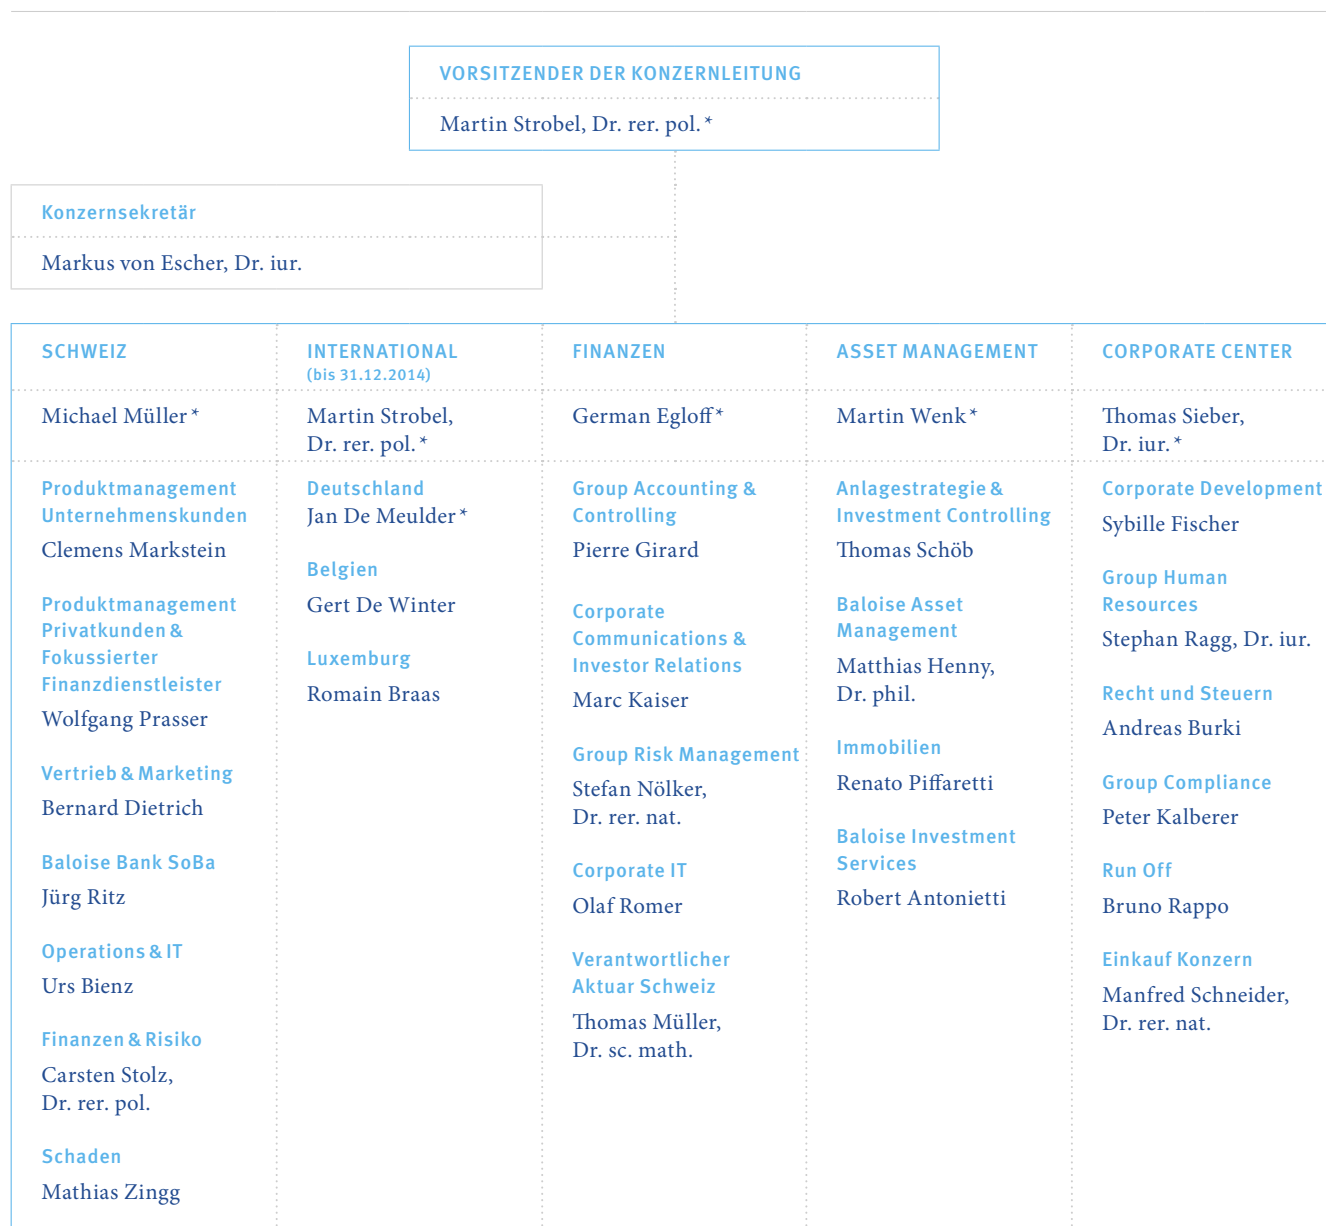 VORSITZENDER DER KONZERNLEITUNG
Martin Strobel, Dr. rer. pol. *
Konzernsekretär
Markus von Escher, Dr. iur.
SCHWEIZ
Michael Müller *
Produktmanagement
Unternehmenskunden
Clemens Markstein
Produktmanagement
Privatkunden &
Fokussierter
Finanzdienstleister
Wolfgang Prasser
Vertrieb & Marketing
Bernard Dietrich
Baloise Bank SoBa
Jürg Ritz
Operations & IT
Urs Bienz
Finanzen & Risiko
Carsten Stolz,
Dr. rer. pol.
Schaden
Mathias Zingg
INTERNATIONAL
(bis 31.12.2014)
Martin Strobel,
Dr. rer. pol. *
Deutschland
Jan De Meulder *
Belgien
Gert De Winter
Luxemburg
Romain Braas
FINANZEN
German Egloff *
Group Accounting &
Controlling
Pierre Girard
Corporate
Communications &
Investor Relations
Marc Kaiser
Group Risk Management
Stefan Nölker,
Dr. rer. nat.
Corporate IT
Olaf Romer
Verantwortlicher
Aktuar Schweiz
Thomas Müller,
Dr. sc. math.
ASSET MANAGEMENT
Martin Wenk *
Anlagestrategie &
Investment Controlling
Thomas Schöb
Baloise Asset
Management
Matthias Henny,
Dr. phil.
Immobilien
Renato Piffaretti
Baloise Investment
Services
Robert Antonietti
CORPORATE CENTER
Thomas Sieber,
Dr. iur. *
Corporate Development
Sybille Fischer
Group Human
Resources
Stephan Ragg, Dr. iur.
Recht und Steuern
Andreas Burki
Group Compliance
Peter Kalberer
Run Off
Bruno Rappo
Einkauf Konzern
Manfred Schneider,
Dr. rer. nat.